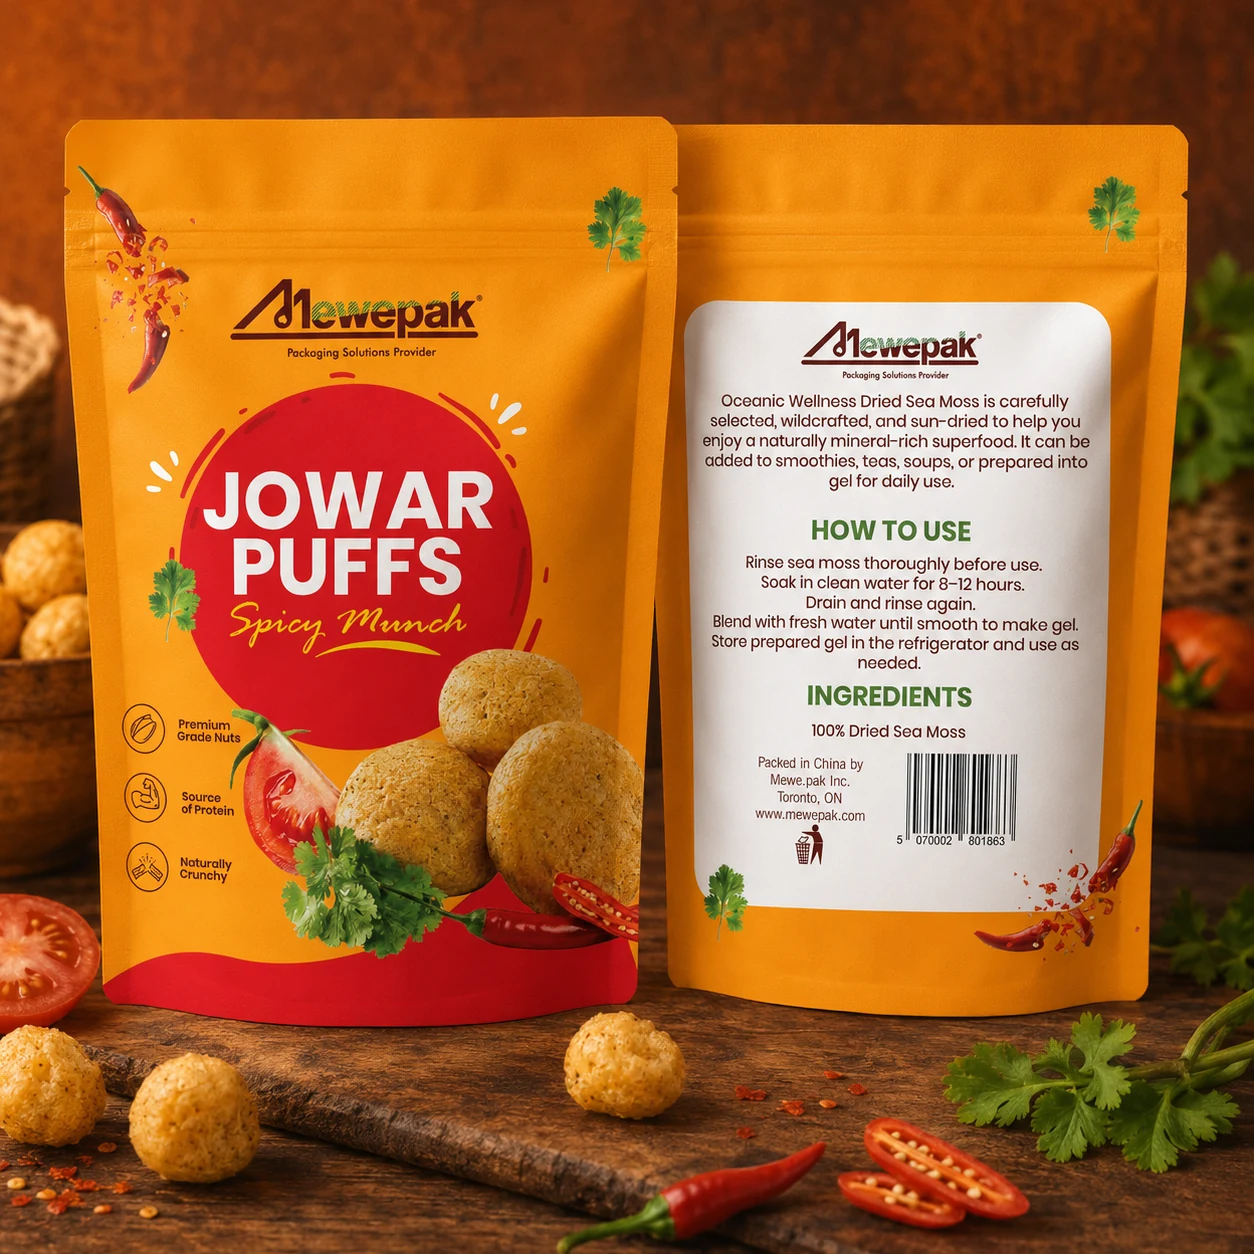 Mewepak®
Packaging Solutions Provider
JOWAR
PUFFS
Spicy Munch
Premium
Grade Nuts
Source
of Protein
Naturally
Crunchy
Mewepak®
Packaging Solutions Provider
Oceanic Wellness Dried Sea Moss is carefully
selected, wildcrafted, and sun-dried to help you
enjoy a naturally mineral-rich superfood. It can be
added to smoothies, teas, soups, or prepared into
gel for daily use.
HOW TO USE
Rinse sea moss thoroughly before use.
Soak in clean water for 8–12 hours.
Drain and rinse again.
Blend with fresh water until smooth to make gel.
Store prepared gel in the refrigerator and use as
needed.
INGREDIENTS
100% Dried Sea Moss
Packed in China by
Mewe.pak Inc.
Toronto, ON
www.mewepak.com
5 070002 801863